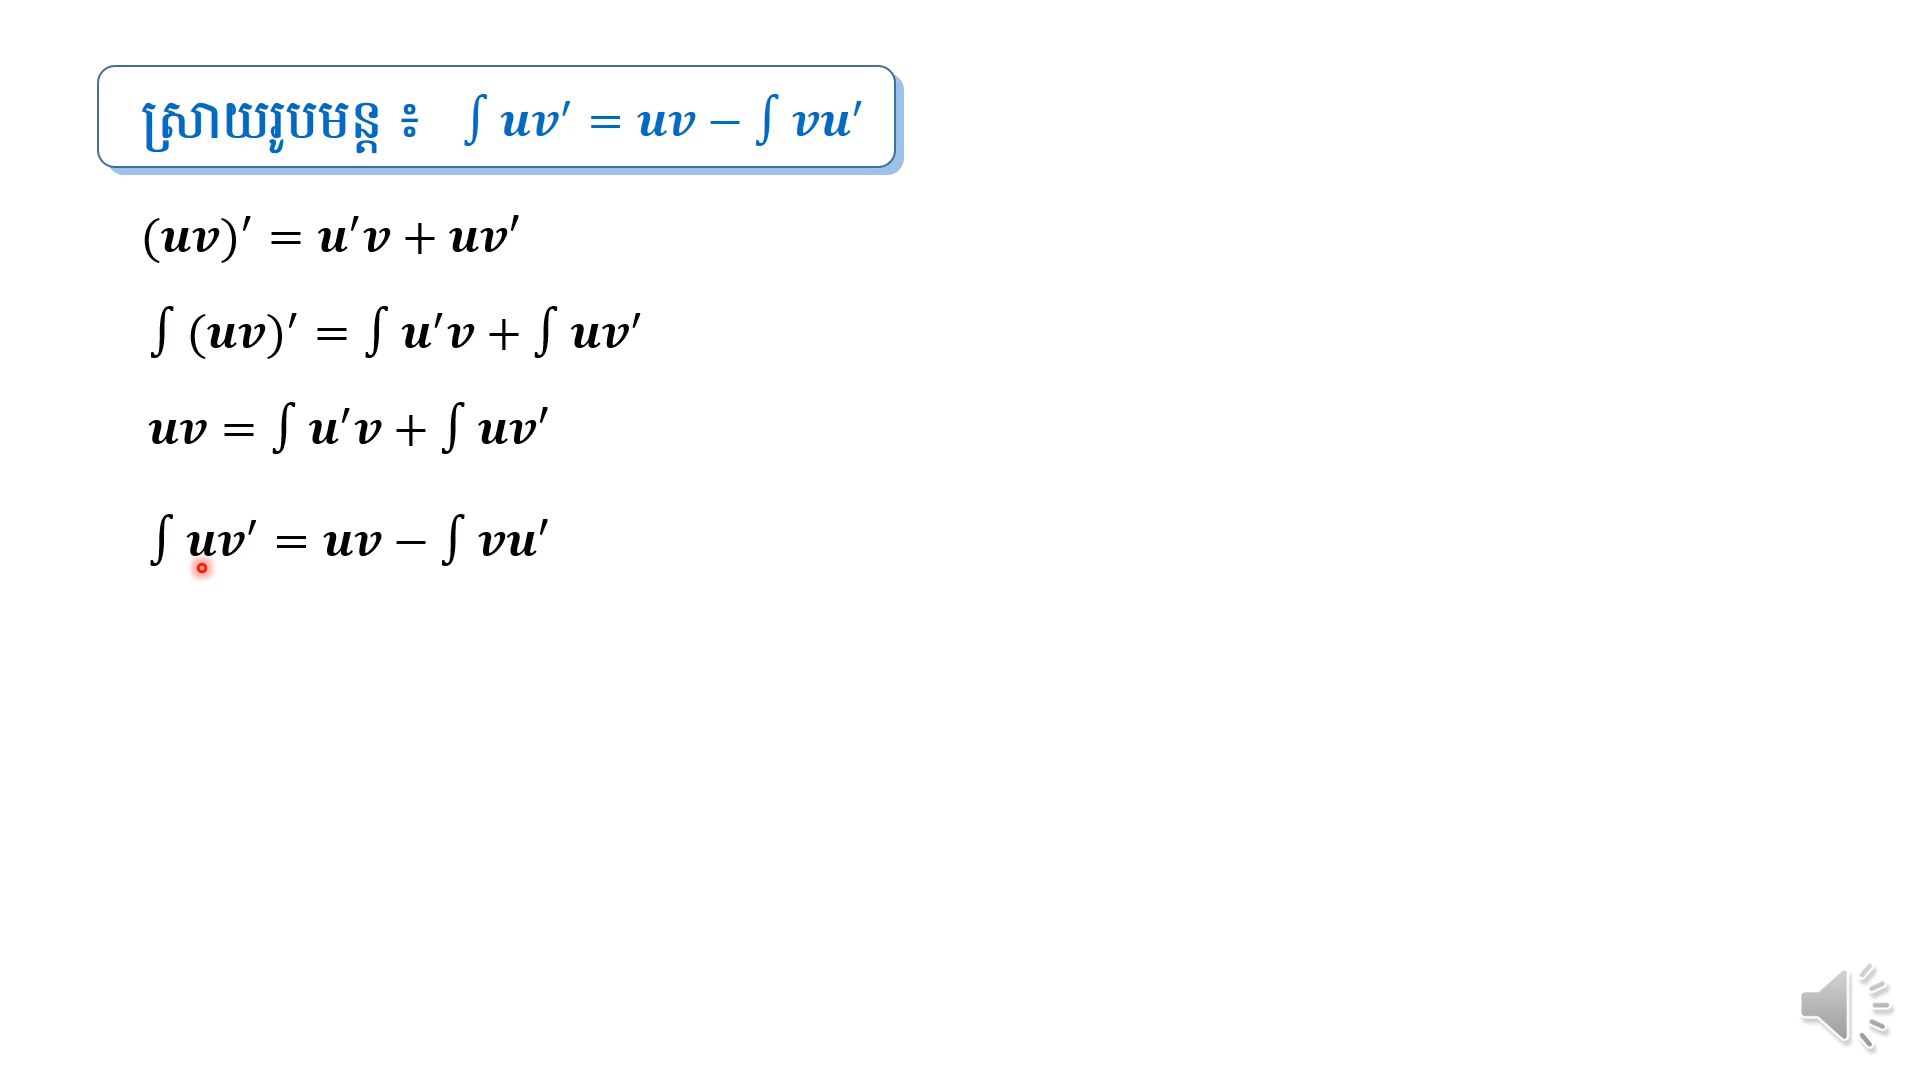 ស្រាយរូបមន្ត ៖ ∫ uv′ = uv − ∫ vu′
(uv)′ = u′v + uv′
∫ (uv)′ = ∫ u′v + ∫ uv′
uv = ∫ u′v + ∫ uv′
∫ uv′ = uv − ∫ vu′